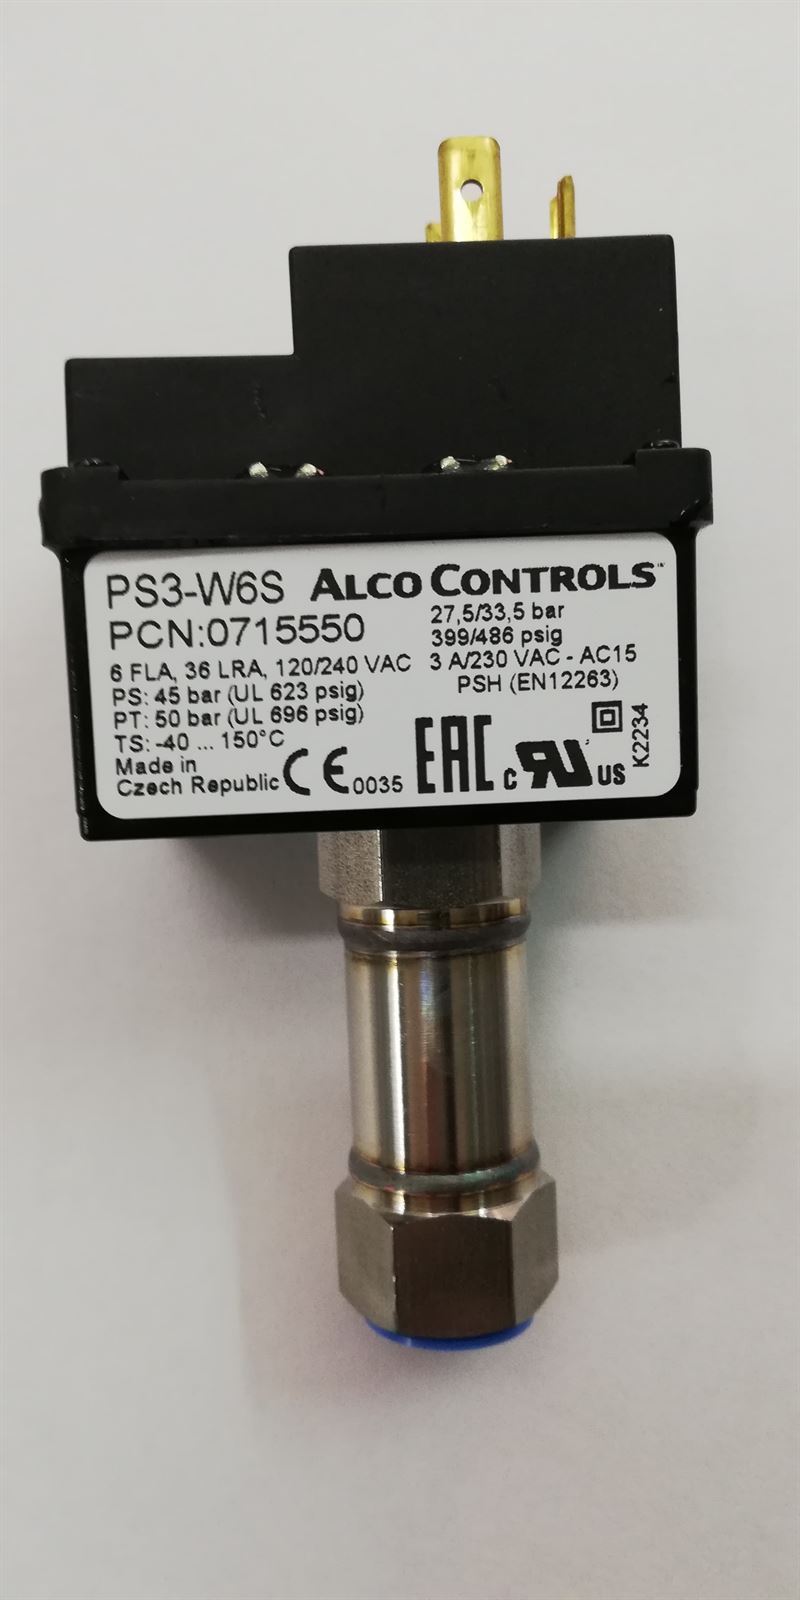 PS3-W6S ALCO CONTROLS™
PCN:0715550
27,5/33,5 bar
399/486 psig
6 FLA, 36 LRA, 120/240 VAC
3 A/230 VAC - AC15
PS: 45 bar (UL 623 psig)
PSH (EN12263)
PT: 50 bar (UL 696 psig)
TS: -40 ... 150°C
Made in
Czech Republic
CE 0035
EAC
c RU US
K2234